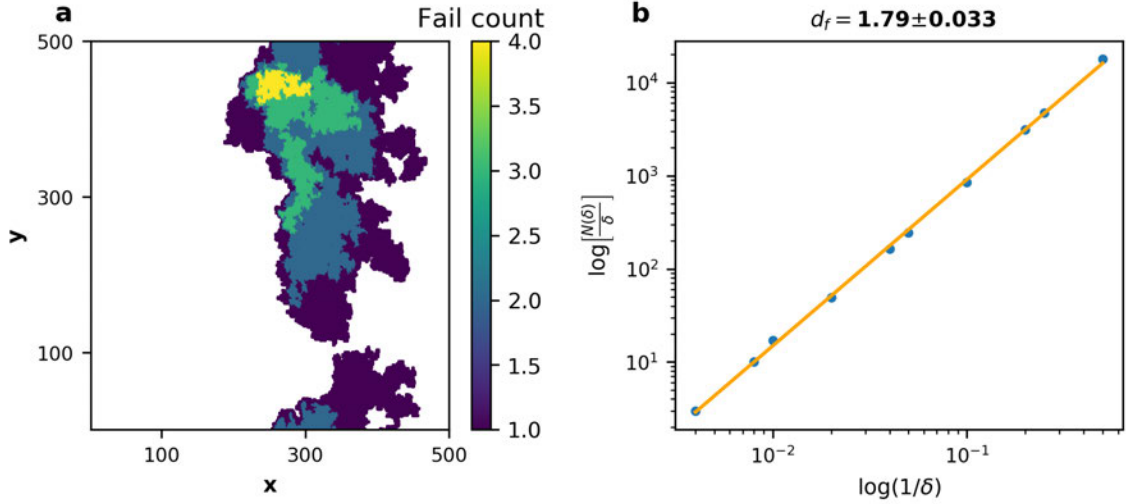 a
Fail count
500
300
100
y
100
300
500
x
4.0
3.5
3.0
2.5
2.0
1.5
1.0
b
d_f = 1.79±0.033
10^4
10^3
10^2
10^1
log[N(δ)/δ]
10^-2
10^-1
log(1/δ)